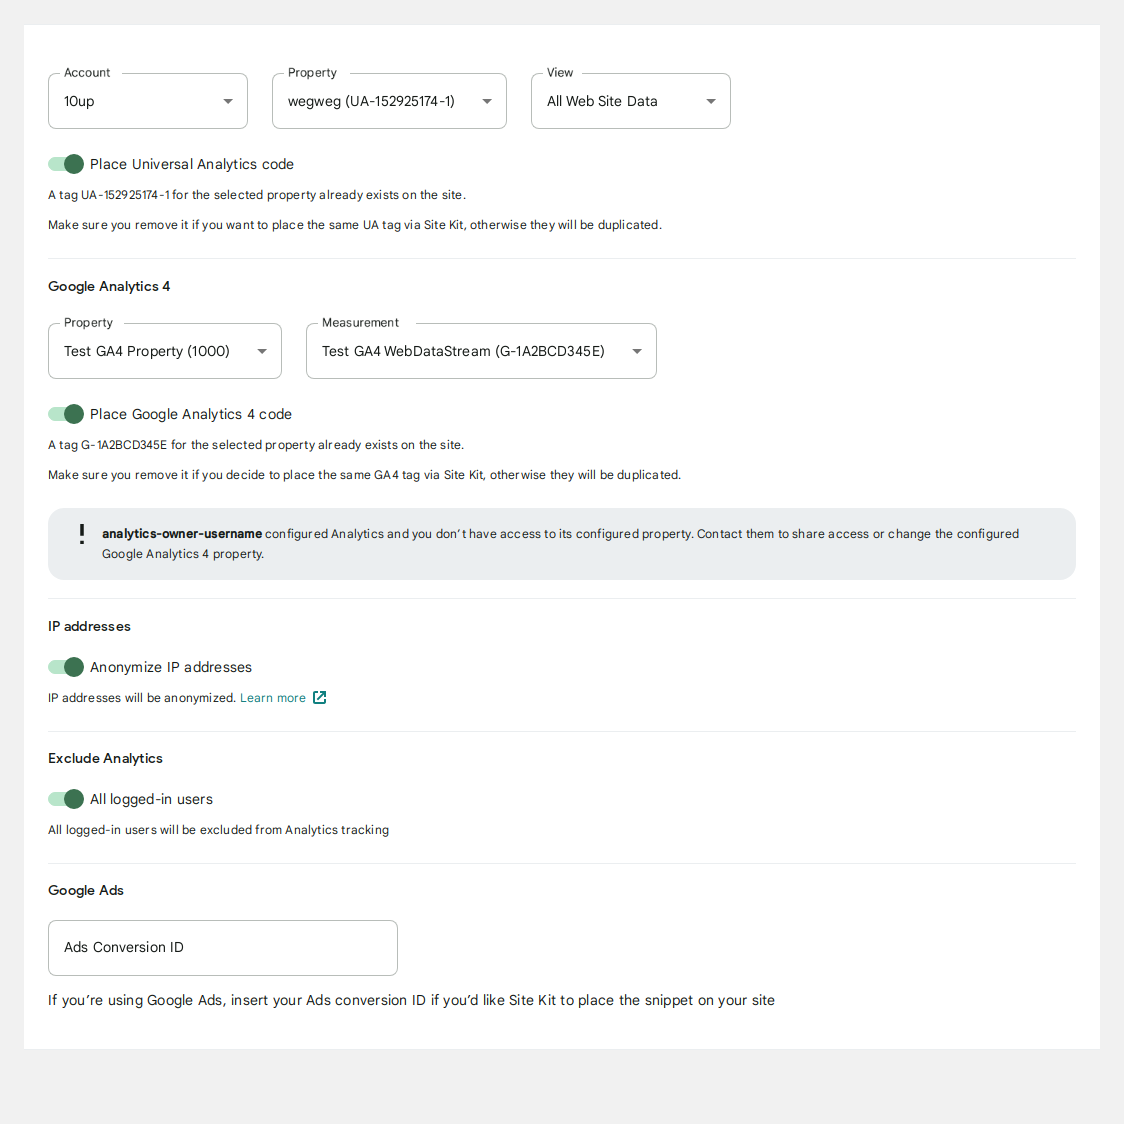 Account
10up
Property
wegweg (UA-152925174-1)
View
All Web Site Data
Place Universal Analytics code
A tag UA-152925174-1 for the selected property already exists on the site.
Make sure you remove it if you want to place the same UA tag via Site Kit, otherwise they will be duplicated.
Google Analytics 4
Property
Test GA4 Property (1000)
Measurement
Test GA4 WebDataStream (G-1A2BCD345E)
Place Google Analytics 4 code
A tag G-1A2BCD345E for the selected property already exists on the site.
Make sure you remove it if you decide to place the same GA4 tag via Site Kit, otherwise they will be duplicated.
analytics-owner-username configured Analytics and you don’t have access to its configured property. Contact them to share access or change the configured
Google Analytics 4 property.
IP addresses
Anonymize IP addresses
IP addresses will be anonymized. Learn more
Exclude Analytics
All logged-in users
All logged-in users will be excluded from Analytics tracking
Google Ads
Ads Conversion ID
If you’re using Google Ads, insert your Ads conversion ID if you’d like Site Kit to place the snippet on your site